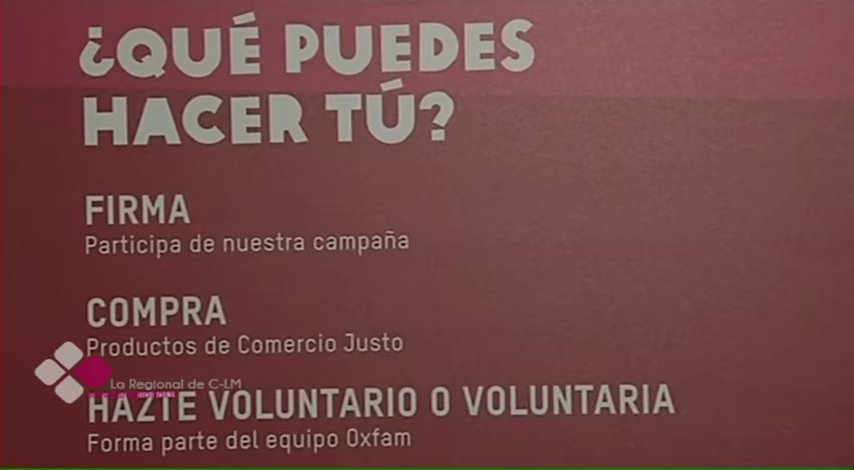 ¿QUÉ PUEDES
HACER TÚ?
FIRMA
Participa de nuestra campaña
COMPRA
Productos de Comercio Justo
La Regional de C-LM
HAZTE VOLUNTARIO O VOLUNTARIA
Forma parte del equipo Oxfam